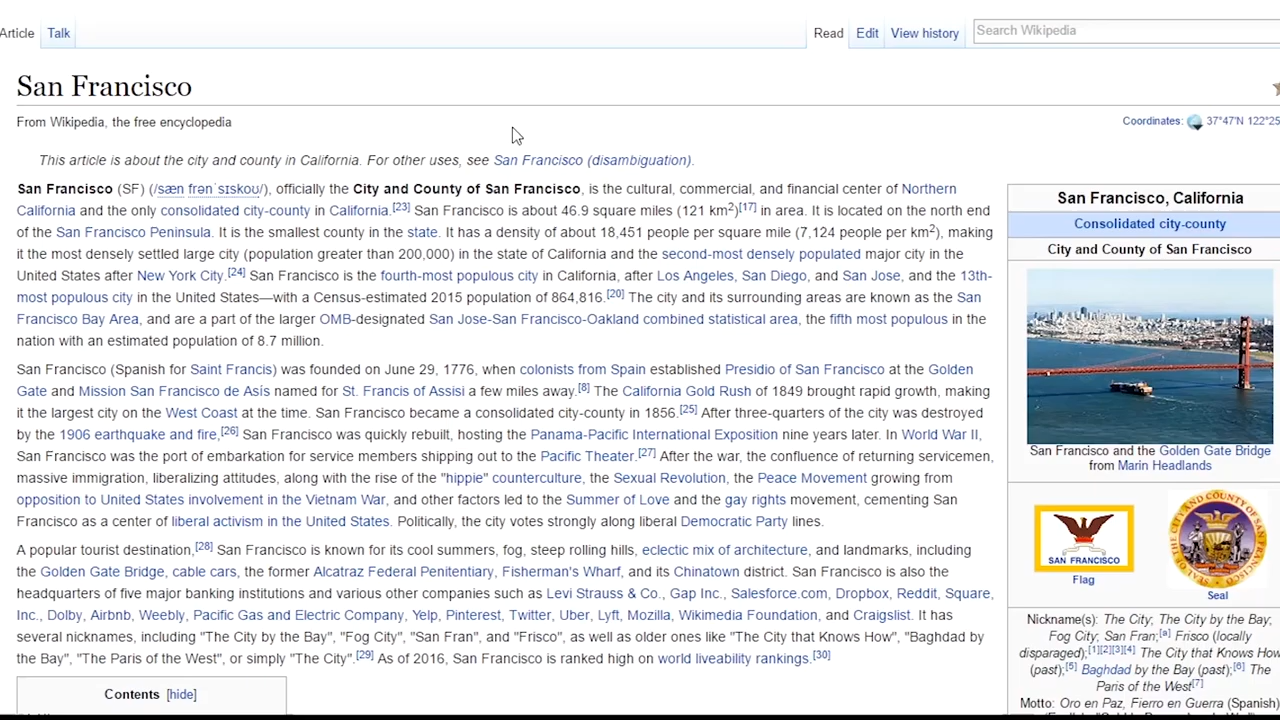 Article Talk Read Edit View history Search Wikipedia
San Francisco
From Wikipedia, the free encyclopedia
Coordinates: 37°47′N 122°25
This article is about the city and county in California. For other uses, see San Francisco (disambiguation).
San Francisco (SF) (/sæn frənˈsɪskoʊ/), officially the City and County of San Francisco, is the cultural, commercial, and financial center of Northern
California and the only consolidated city-county in California.[23] San Francisco is about 46.9 square miles (121 km2)[17] in area. It is located on the north end
of the San Francisco Peninsula. It is the smallest county in the state. It has a density of about 18,451 people per square mile (7,124 people per km2), making
it the most densely settled large city (population greater than 200,000) in the state of California and the second-most densely populated major city in the
United States after New York City.[24] San Francisco is the fourth-most populous city in California, after Los Angeles, San Diego, and San Jose, and the 13th-
most populous city in the United States—with a Census-estimated 2015 population of 864,816.[20] The city and its surrounding areas are known as the San
Francisco Bay Area, and are a part of the larger OMB-designated San Jose-San Francisco-Oakland combined statistical area, the fifth most populous in the
nation with an estimated population of 8.7 million.
San Francisco (Spanish for Saint Francis) was founded on June 29, 1776, when colonists from Spain established Presidio of San Francisco at the Golden
Gate and Mission San Francisco de Asís named for St. Francis of Assisi a few miles away.[8] The California Gold Rush of 1849 brought rapid growth, making
it the largest city on the West Coast at the time. San Francisco became a consolidated city-county in 1856.[25] After three-quarters of the city was destroyed
by the 1906 earthquake and fire,[26] San Francisco was quickly rebuilt, hosting the Panama-Pacific International Exposition nine years later. In World War II,
San Francisco was the port of embarkation for service members shipping out to the Pacific Theater.[27] After the war, the confluence of returning servicemen,
massive immigration, liberalizing attitudes, along with the rise of the "hippie" counterculture, the Sexual Revolution, the Peace Movement growing from
opposition to United States involvement in the Vietnam War, and other factors led to the Summer of Love and the gay rights movement, cementing San
Francisco as a center of liberal activism in the United States. Politically, the city votes strongly along liberal Democratic Party lines.
A popular tourist destination,[28] San Francisco is known for its cool summers, fog, steep rolling hills, eclectic mix of architecture, and landmarks, including
the Golden Gate Bridge, cable cars, the former Alcatraz Federal Penitentiary, Fisherman's Wharf, and its Chinatown district. San Francisco is also the
headquarters of five major banking institutions and various other companies such as Levi Strauss & Co., Gap Inc., Salesforce.com, Dropbox, Reddit, Square,
Inc., Dolby, Airbnb, Weebly, Pacific Gas and Electric Company, Yelp, Pinterest, Twitter, Uber, Lyft, Mozilla, Wikimedia Foundation, and Craigslist. It has
several nicknames, including "The City by the Bay", "Fog City", "San Fran", and "Frisco", as well as older ones like "The City that Knows How", "Baghdad by
the Bay", "The Paris of the West", or simply "The City".[29] As of 2016, San Francisco is ranked high on world liveability rankings.[30]
Contents [hide]
San Francisco, California
Consolidated city-county
City and County of San Francisco
San Francisco and the Golden Gate Bridge
from Marin Headlands
SAN FRANCISCO
Flag
Seal
Nickname(s): The City; The City by the Bay;
Fog City; San Fran;[a] Frisco (locally
disparaged);[1][2][3][4] The City that Knows How
(past);[5] Baghdad by the Bay (past);[6] The
Paris of the West[7]
Motto: Oro en Paz, Fierro en Guerra (Spanish)